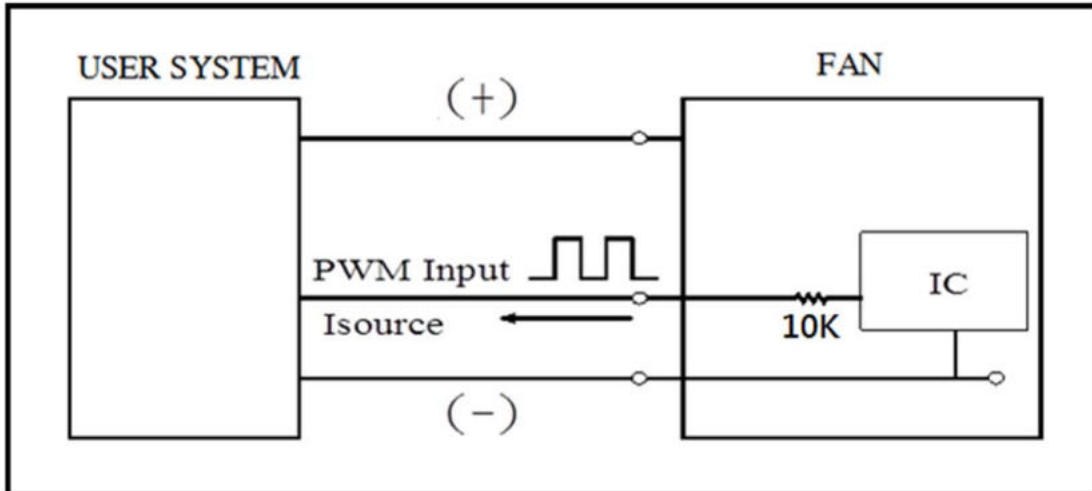 USER SYSTEM
FAN
(+)
PWM Input
IC
Isource
10K
(-)